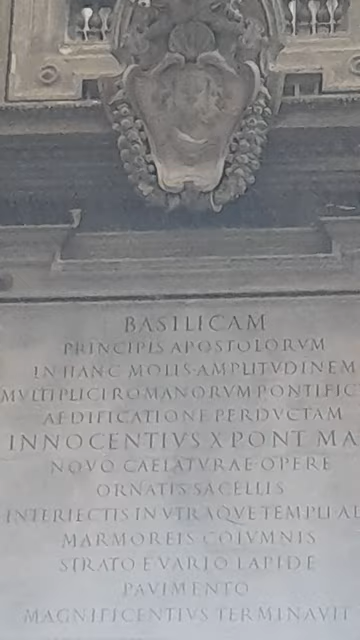 BASILICAM
PRINCIPIS APOSTOLORVM
IN HANC MOLIS AMPLITVDINEM
MVLTIPLICI ROMANORVM PONTIFIC
AEDIFICATIONE PERDVCTAM
INNOCENTIVS X PONT MA
NOVO CAELATVRAE OPERE
ORNATIS SACELLIS
INTERIECTIS IN VTRAQVE TEMPLI AL
MARMOREIS COLVMNIS
STRATO E VARIO LAPIDE
PAVIMENTO
MAGNIFICENTIVS TERMINAVIT